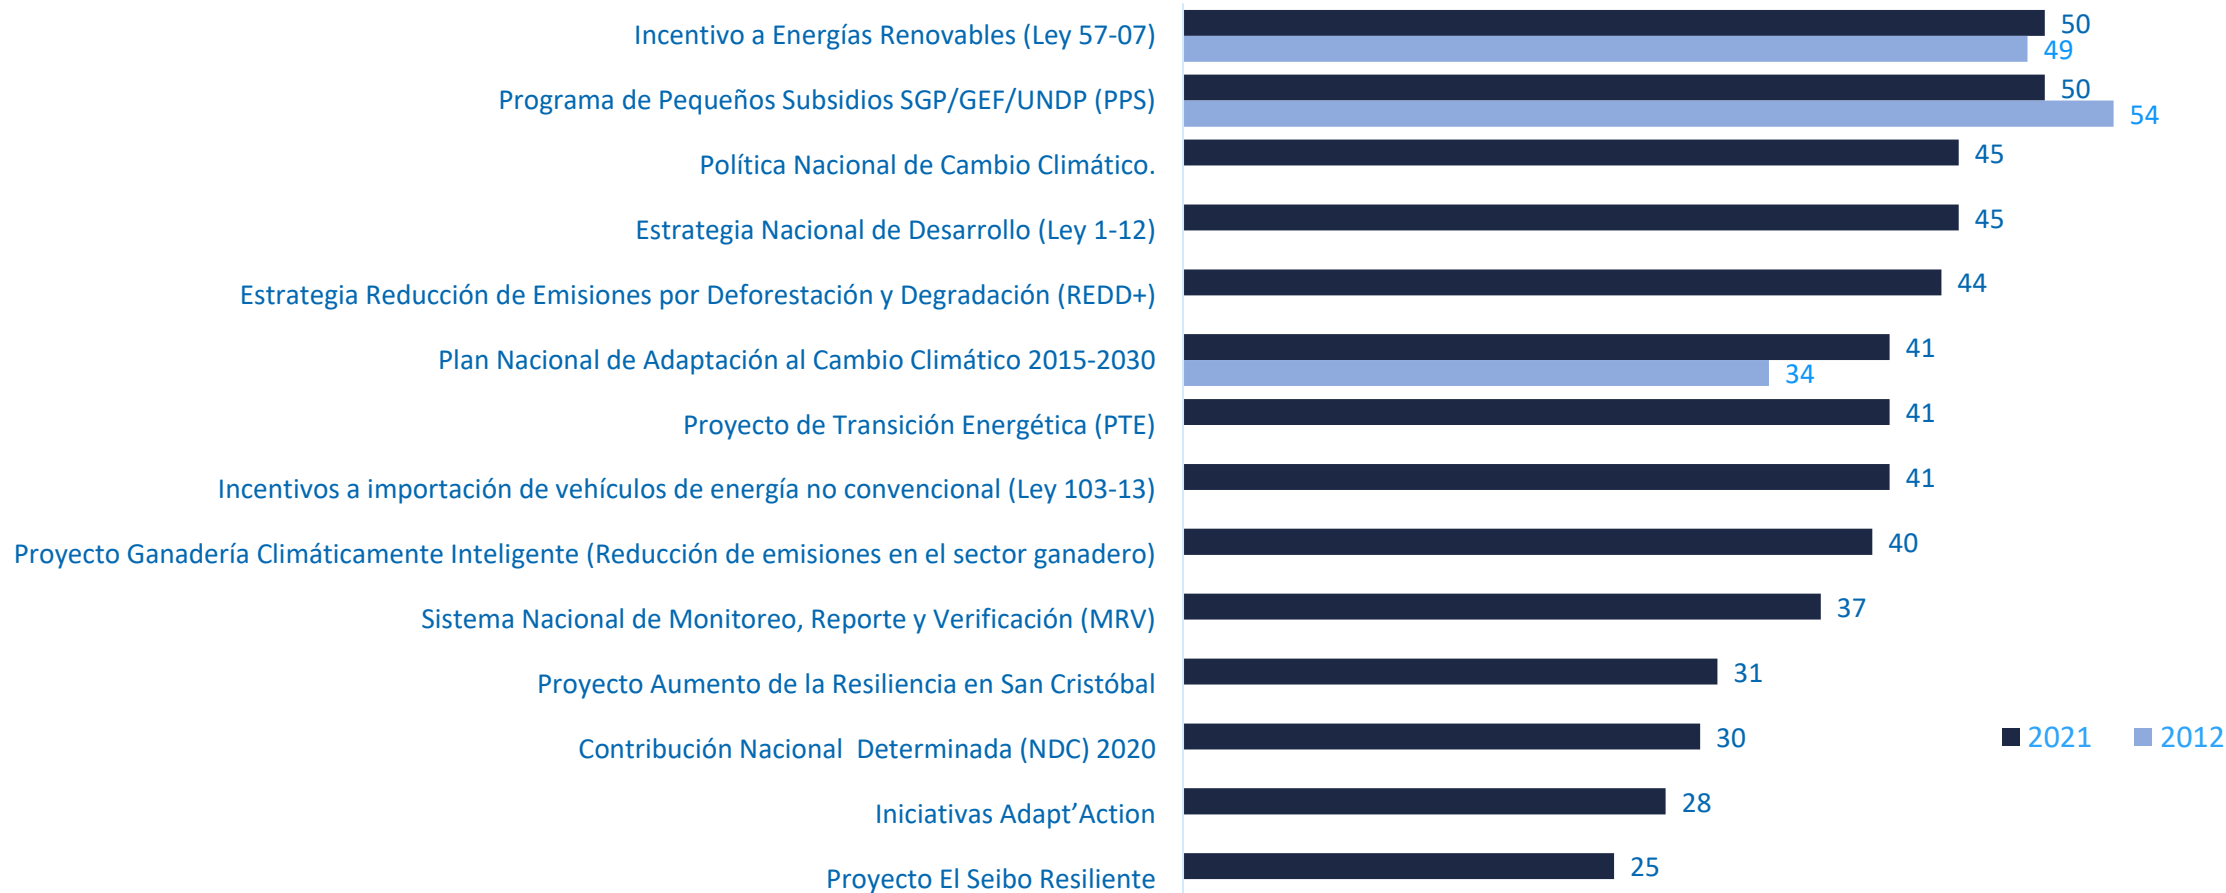 Incentivo a Energías Renovables (Ley 57-07)
50
49
Programa de Pequeños Subsidios SGP/GEF/UNDP (PPS)
50
54
Política Nacional de Cambio Climático.
45
Estrategia Nacional de Desarrollo (Ley 1-12)
45
Estrategia Reducción de Emisiones por Deforestación y Degradación (REDD+)
44
Plan Nacional de Adaptación al Cambio Climático 2015-2030
41
34
Proyecto de Transición Energética (PTE)
41
Incentivos a importación de vehículos de energía no convencional (Ley 103-13)
41
Proyecto Ganadería Climáticamente Inteligente (Reducción de emisiones en el sector ganadero)
40
Sistema Nacional de Monitoreo, Reporte y Verificación (MRV)
37
Proyecto Aumento de la Resiliencia en San Cristóbal
31
Contribución Nacional  Determinada (NDC) 2020
30
2021 2012
Iniciativas Adapt’Action
28
Proyecto El Seibo Resiliente
25